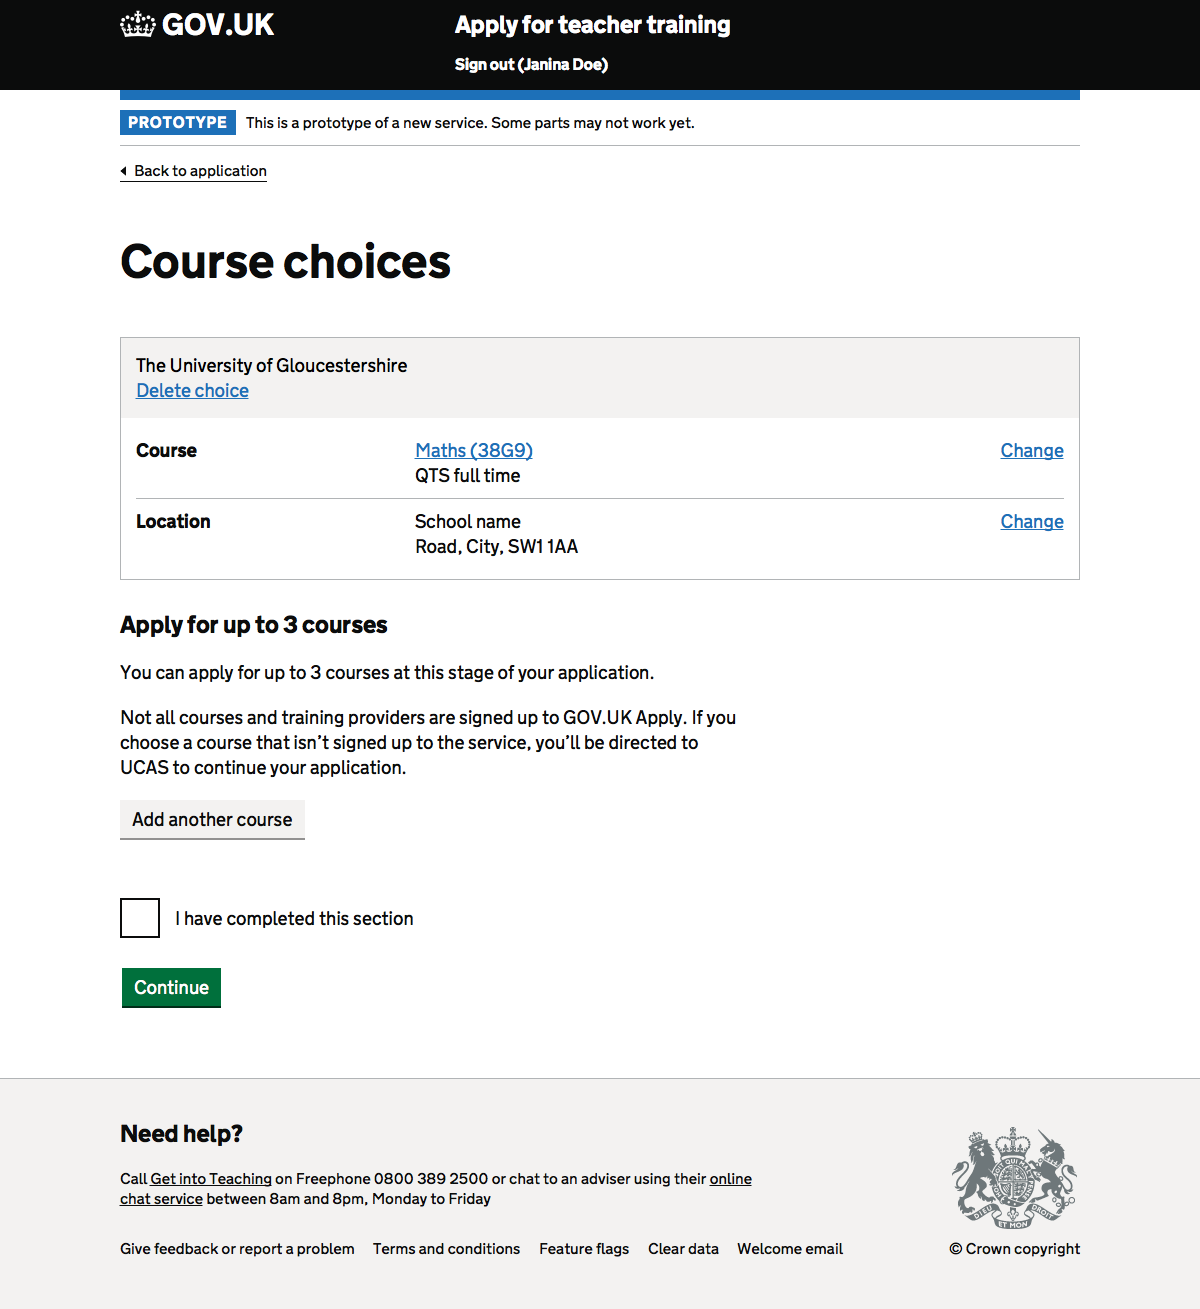 GOV.UK
Apply for teacher training
Sign out (Janina Doe)
PROTOTYPE This is a prototype of a new service. Some parts may not work yet.
Back to application
Course choices
The University of Gloucestershire
Delete choice
Course Maths (38G9) Change
QTS full time
Location School name Change
Road, City, SW1 1AA
Apply for up to 3 courses
You can apply for up to 3 courses at this stage of your application.
Not all courses and training providers are signed up to GOV.UK Apply. If you
choose a course that isn’t signed up to the service, you’ll be directed to
UCAS to continue your application.
Add another course
I have completed this section
Continue
Need help?
Call Get into Teaching on Freephone 0800 389 2500 or chat to an adviser using their online
chat service between 8am and 8pm, Monday to Friday
Give feedback or report a problem Terms and conditions Feature flags Clear data Welcome email
DIEU ET MON DROIT
© Crown copyright